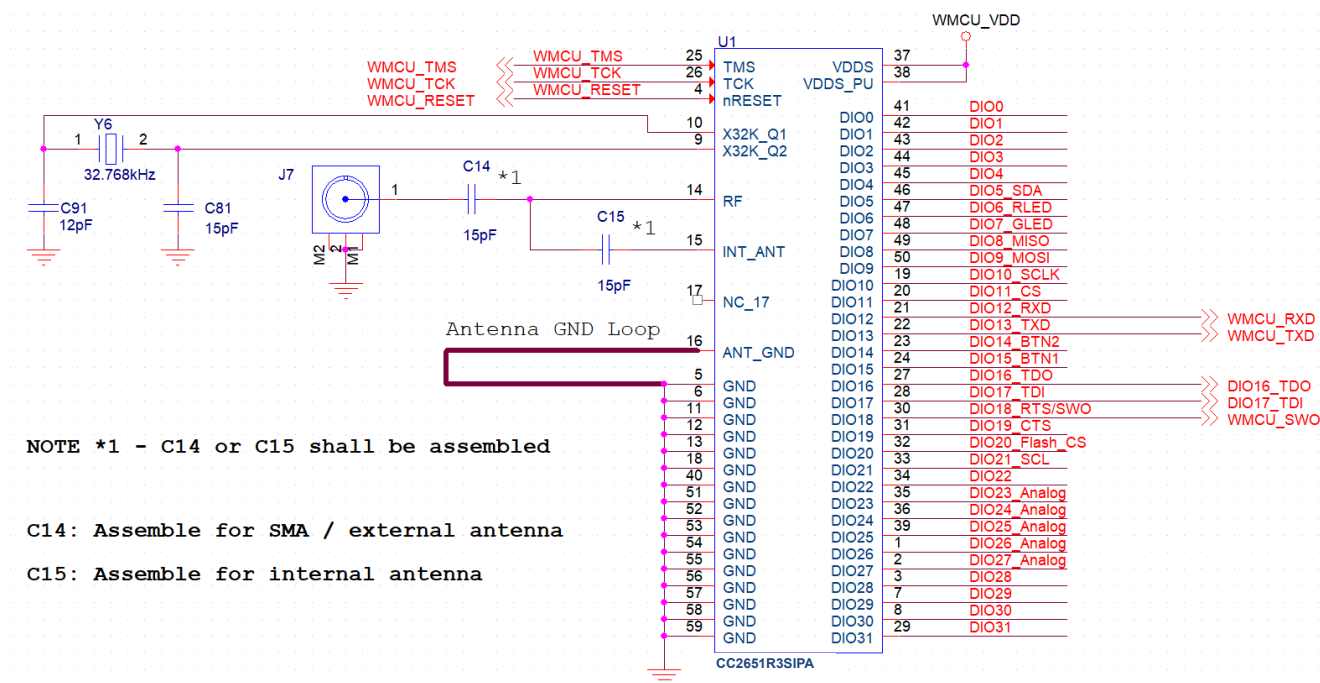 WMCU_VDD
U1
WMCU_TMS WMCU_TMS 25 TMS
WMCU_TCK WMCU_TCK 26 TCK
WMCU_RESET WMCU_RESET 4 nRESET
37 VDDS
38 VDDS_PU
10 X32K_Q1
9 X32K_Q2
Y6
1 2
32.768kHz
C91
12pF
C81
15pF
J7
1
M2 2 M1
C14 *1
15pF
14 RF
C15 *1
15pF
15 INT_ANT
17 NC_17
Antenna GND Loop
16 ANT_GND
5 GND
6 GND
11 GND
12 GND
13 GND
18 GND
40 GND
51 GND
52 GND
53 GND
54 GND
55 GND
56 GND
57 GND
58 GND
59 GND
DIO0 41 DIO0
DIO1 42 DIO1
DIO2 43 DIO2
DIO3 44 DIO3
DIO4 45 DIO4
DIO5 46 DIO5_SDA
DIO6 47 DIO6_RLED
DIO7 48 DIO7_GLED
DIO8 49 DIO8_MISO
DIO9 50 DIO9_MOSI
DIO10 19 DIO10_SCLK
DIO11 20 DIO11_CS
DIO12 21 DIO12_RXD WMCU_RXD
DIO13 22 DIO13_TXD WMCU_TXD
DIO14 23 DIO14_BTN2
DIO15 24 DIO15_BTN1
DIO16 27 DIO16_TDO DIO16_TDO
DIO17 28 DIO17_TDI DIO17_TDI
DIO18 30 DIO18_RTS/SWO WMCU_SWO
DIO19 31 DIO19_CTS
DIO20 32 DIO20_Flash_CS
DIO21 33 DIO21_SCL
DIO22 34 DIO22
DIO23 35 DIO23_Analog
DIO24 36 DIO24_Analog
DIO25 39 DIO25_Analog
DIO26 1 DIO26_Analog
DIO27 2 DIO27_Analog
DIO28 3 DIO28
DIO29 7 DIO29
DIO30 8 DIO30
DIO31 29 DIO31
CC2651R3SIPA
NOTE *1 - C14 or C15 shall be assembled
C14: Assemble for SMA / external antenna
C15: Assemble for internal antenna